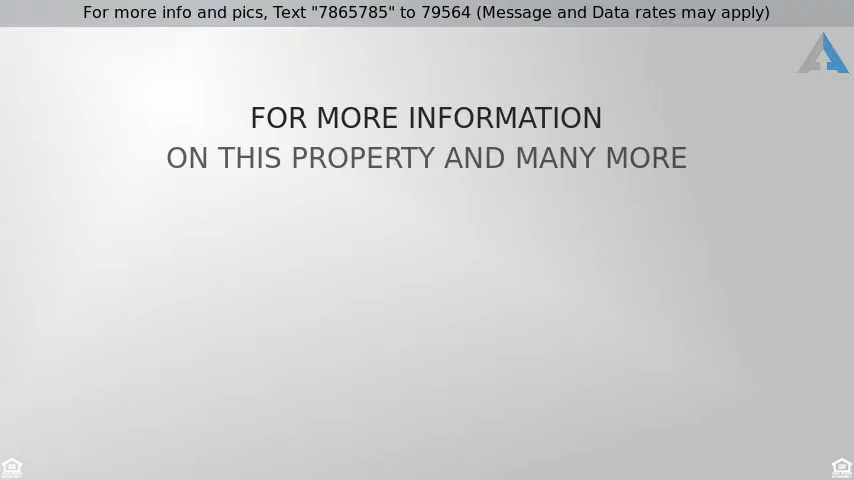 For more info and pics, Text "7865785" to 79564 (Message and Data rates may apply)
FOR MORE INFORMATION
ON THIS PROPERTY AND MANY MORE